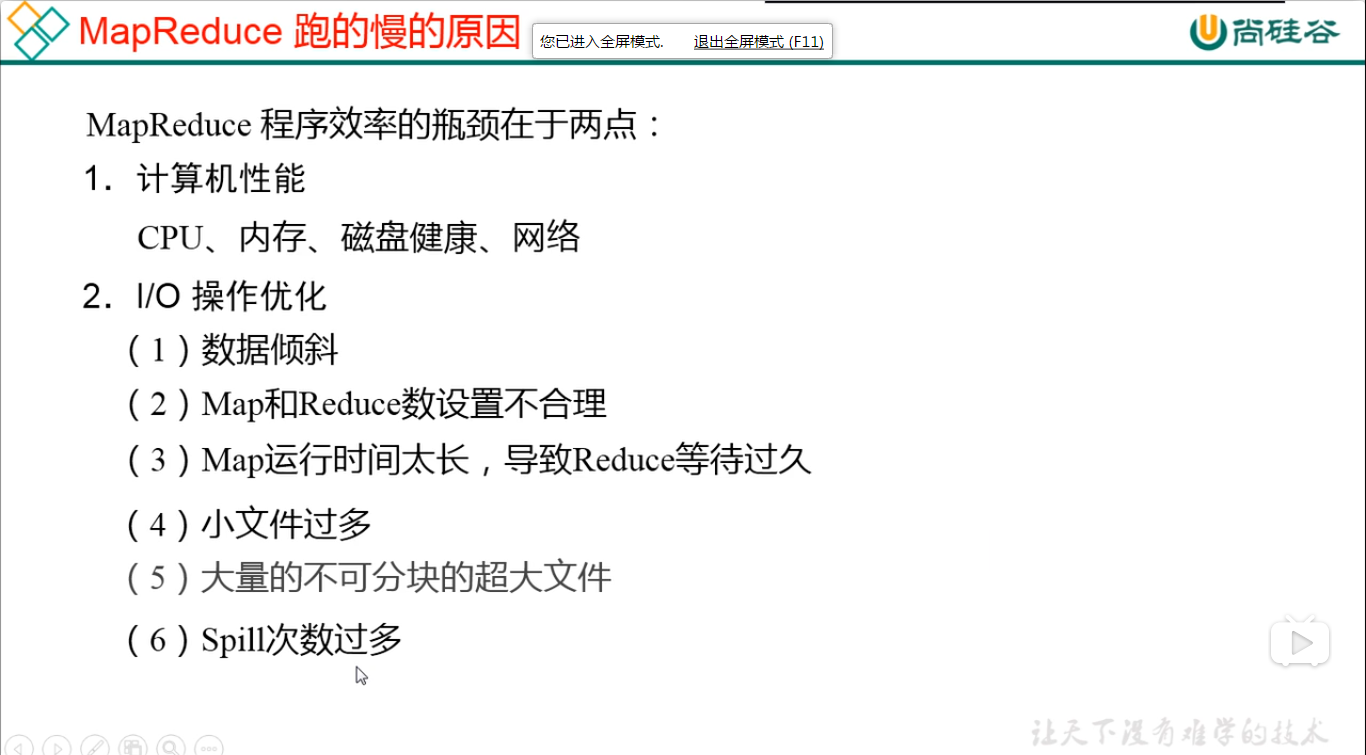 MapReduce 跑的慢的原因
您已进入全屏模式. 退出全屏模式 (F11)
尚硅谷
MapReduce 程序效率的瓶颈在于两点：
1. 计算机性能
CPU、内存、磁盘健康、网络
2. I/O 操作优化
（1）数据倾斜
（2）Map和Reduce数设置不合理
（3）Map运行时间太长，导致Reduce等待过久
（4）小文件过多
（5）大量的不可分块的超大文件
（6）Spill次数过多
让天下没有难学的技术